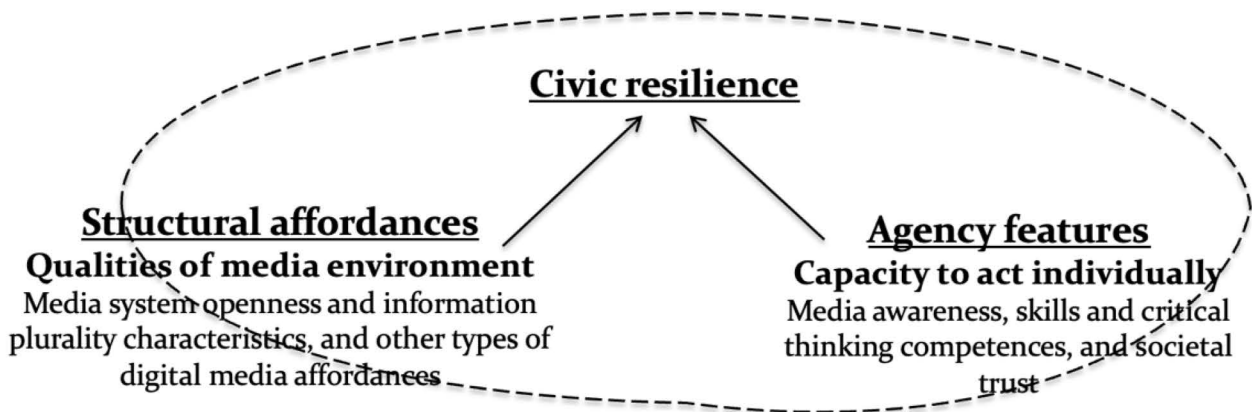 Civic resilience
Structural affordances
Qualities of media environment
Media system openness and information
plurality characteristics, and other types of
digital media affordances
Agency features
Capacity to act individually
Media awareness, skills and critical
thinking competences, and societal
trust